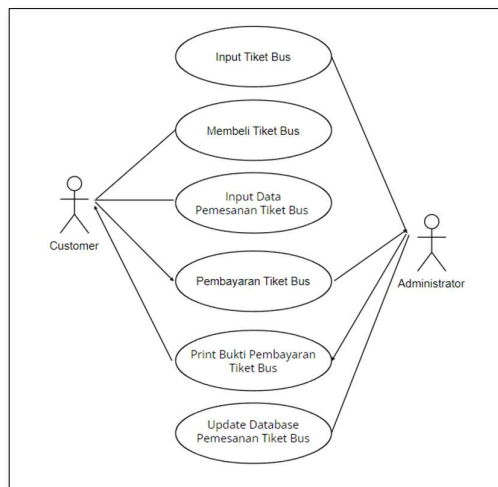 Input Tiket Bus
Membeli Tiket Bus
Input Data
Pemesanan Tiket Bus
Customer
Administrator
Pembayaran Tiket Bus
Print Bukti Pembayaran
Tiket Bus
Update Database
Pemesanan Tiket Bus